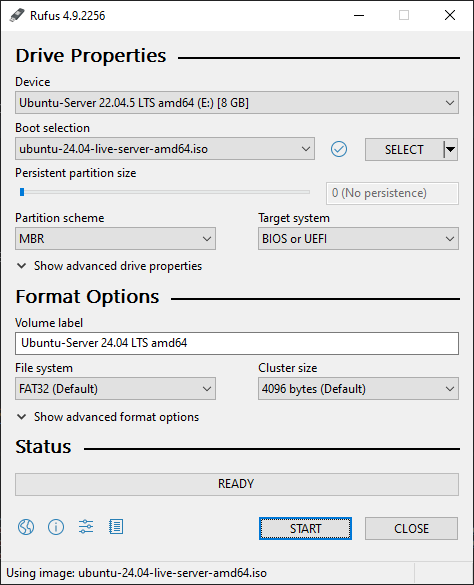 Rufus 4.9.2256
Drive Properties
Device
Ubuntu-Server 22.04.5 LTS amd64 (E:) [8 GB]
Boot selection
ubuntu-24.04-live-server-amd64.iso
SELECT
Persistent partition size
0 (No persistence)
Partition scheme
Target system
MBR
BIOS or UEFI
Show advanced drive properties
Format Options
Volume label
Ubuntu-Server 24.04 LTS amd64
File system
Cluster size
FAT32 (Default)
4096 bytes (Default)
Show advanced format options
Status
READY
START
CLOSE
Using image: ubuntu-24.04-live-server-amd64.iso